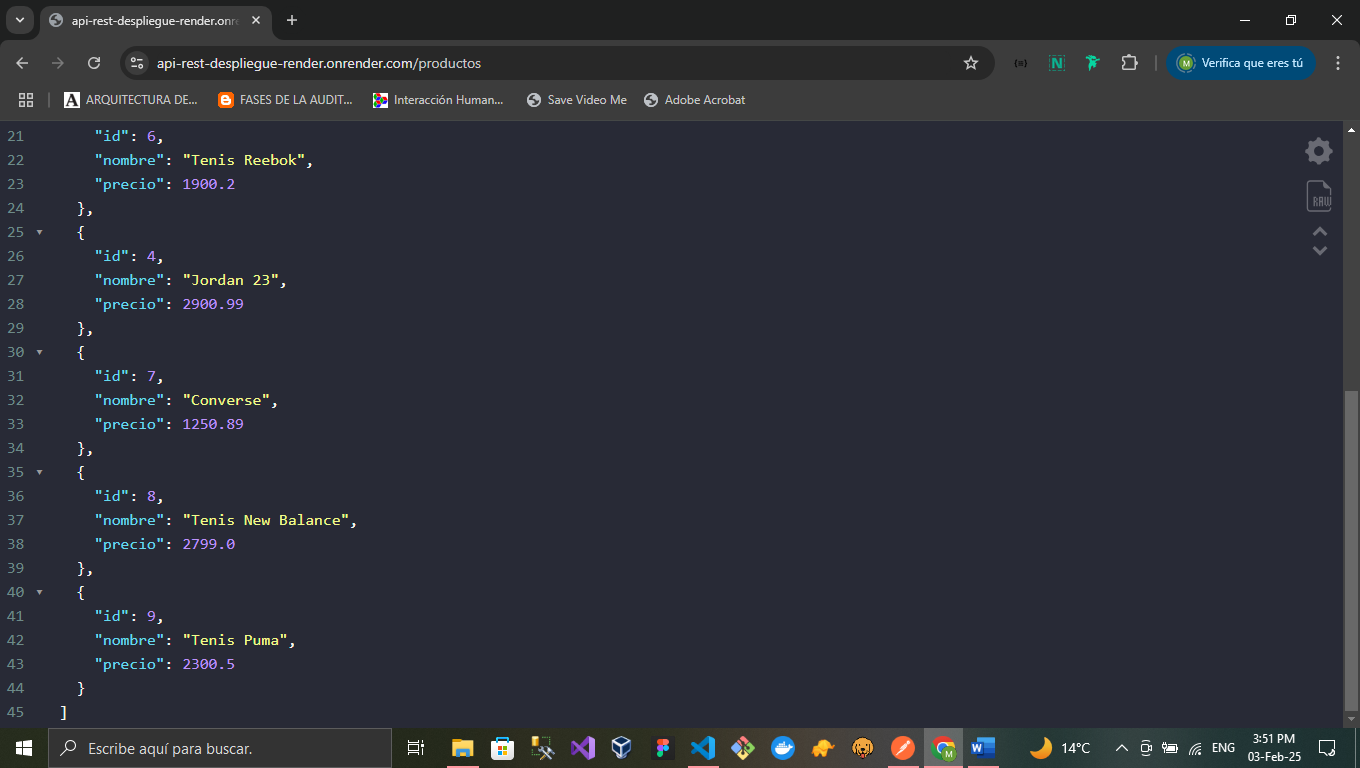 api-rest-despliegue-render.onre
api-rest-despliegue-render.onrender.com/productos
Verifica que eres tú
ARQUITECTURA DE...
FASES DE LA AUDIT...
Interacción Human...
Save Video Me
Adobe Acrobat
21 "id": 6,
22 "nombre": "Tenis Reebok",
23 "precio": 1900.2
24 },
25 {
26 "id": 4,
27 "nombre": "Jordan 23",
28 "precio": 2900.99
29 },
30 {
31 "id": 7,
32 "nombre": "Converse",
33 "precio": 1250.89
34 },
35 {
36 "id": 8,
37 "nombre": "Tenis New Balance",
38 "precio": 2799.0
39 },
40 {
41 "id": 9,
42 "nombre": "Tenis Puma",
43 "precio": 2300.5
44 }
45 ]
RAW
Escribe aquí para buscar.
14°C
ENG
3:51 PM
03-Feb-25